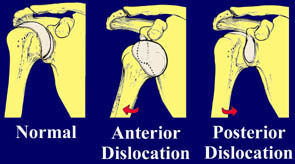 Normal
Anterior
Dislocation
Posterior
Dislocation